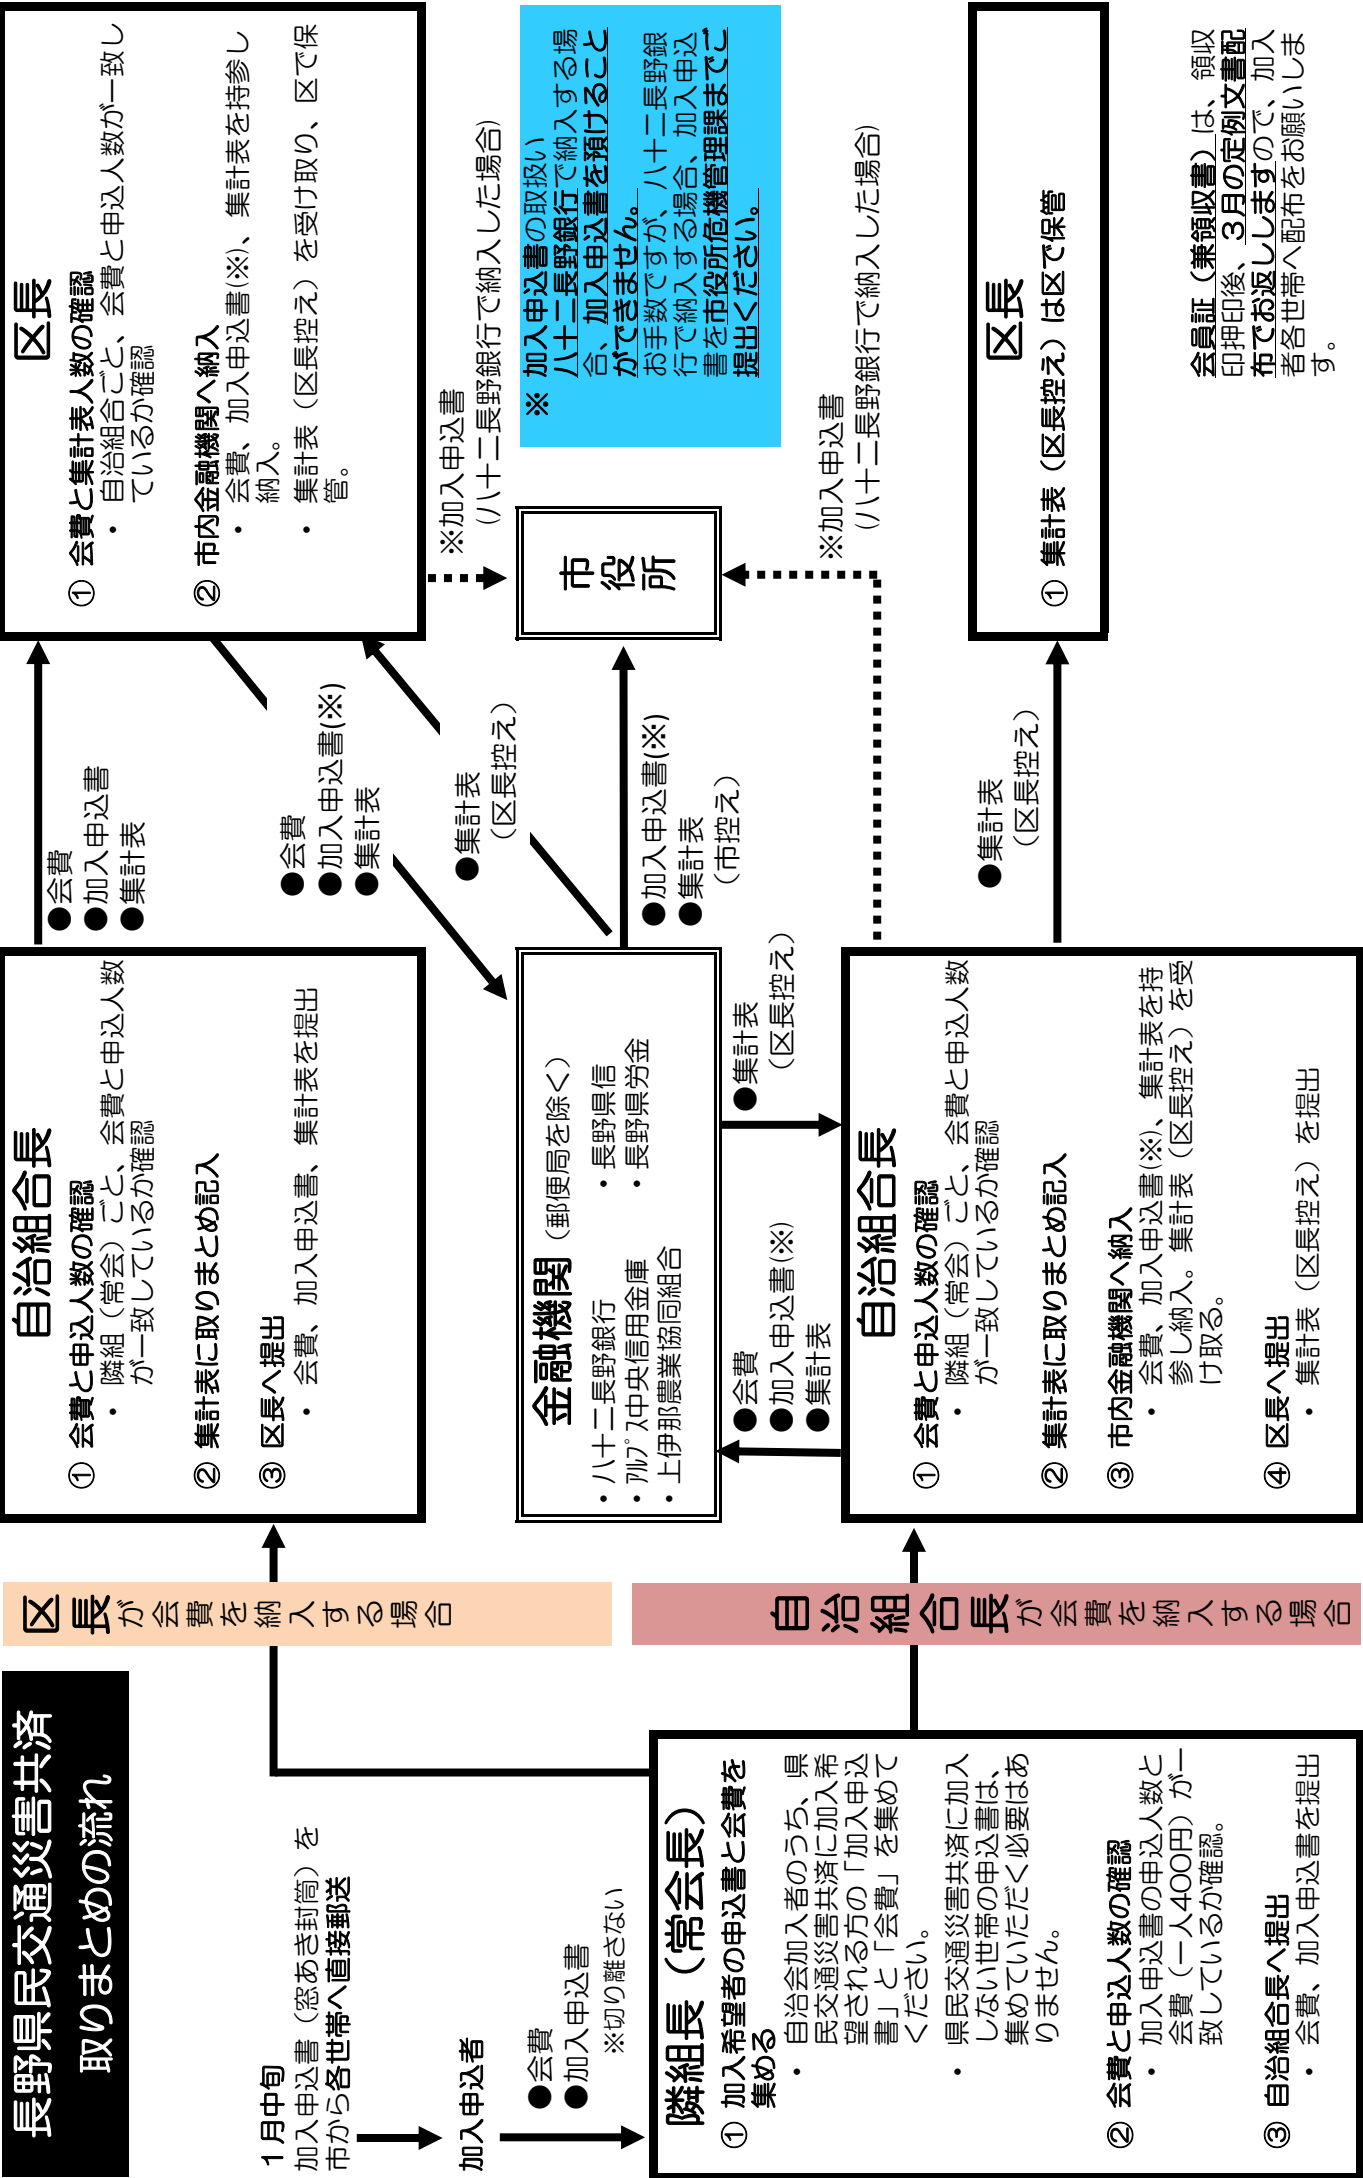 長野県民交通災害共済
取りまとめの流れ
１月中旬
加入申込書（窓あき封筒）を
市から各世帯へ直接郵送
加入申込者
●会費
●加入申込書
※切り離さない
隣組長（常会長）
① 加入希望者の申込書と会費を
集める
・ 自治会加入者のうち、県
民交通災害共済に加入希
望される方の「加入申込
書」と「会費」を集めて
ください。
・ 県民交通災害共済に加入
しない世帯の申込書は、
集めていただく必要はあ
りません。
② 会費と申込人数の確認
・ 加入申込書の申込人数と
会費（一人400円）が一
致しているか確認。
③ 自治組合長へ提出
・ 会費、加入申込書を提出
区長が会費を納入する場合
自治組合長が会費を納入する場合
自治組合長
① 会費と申込人数の確認
・ 隣組（常会）ごと、会費と申込人数
が一致しているか確認
② 集計表に取りまとめ記入
③ 区長へ提出
・ 会費、加入申込書、集計表を提出
●会費
●加入申込書
●集計表
区長
① 会費と集計表人数の確認
・ 自治組合ごと、会費と申込人数が一致し
ているか確認
② 市内金融機関へ納入
・ 会費、加入申込書(※)、集計表を持参し
納入。
・ 集計表（区長控え）を受け取り、区で保
管。
●会費
●加入申込書(※)
●集計表
●集計表
（区長控え）
※加入申込書
(八十二長野銀行で納入した場合)
金融機関（郵便局を除く）
・八十二長野銀行
・長野県信
・ｱﾙﾌﾟｽ中央信用金庫
・長野県労金
・上伊那農業協同組合
●加入申込書(※)
●集計表
（市控え）
市役所
※ 加入申込書の取扱い
八十二長野銀行で納入する場
合、加入申込書を預けること
ができません。
お手数ですが、八十二長野銀
行で納入する場合、加入申込
書を市役所危機管理課までご
提出ください。
●会費
●加入申込書(※)
●集計表
●集計表
（区長控え）
※加入申込書
(八十二長野銀行で納入した場合)
自治組合長
① 会費と申込人数の確認
・ 隣組（常会）ごと、会費と申込人数
が一致しているか確認
② 集計表に取りまとめ記入
③ 市内金融機関へ納入
・ 会費、加入申込書(※)、集計表を持
参し納入。集計表（区長控え）を受
け取る。
④ 区長へ提出
・ 集計表（区長控え）を提出
●集計表
（区長控え）
区長
① 集計表（区長控え）は区で保管
会員証（兼領収書）は、領収
印押印後、３月の定例文書配
布でお返ししますので、加入
者各世帯へ配布をお願いしま
す。